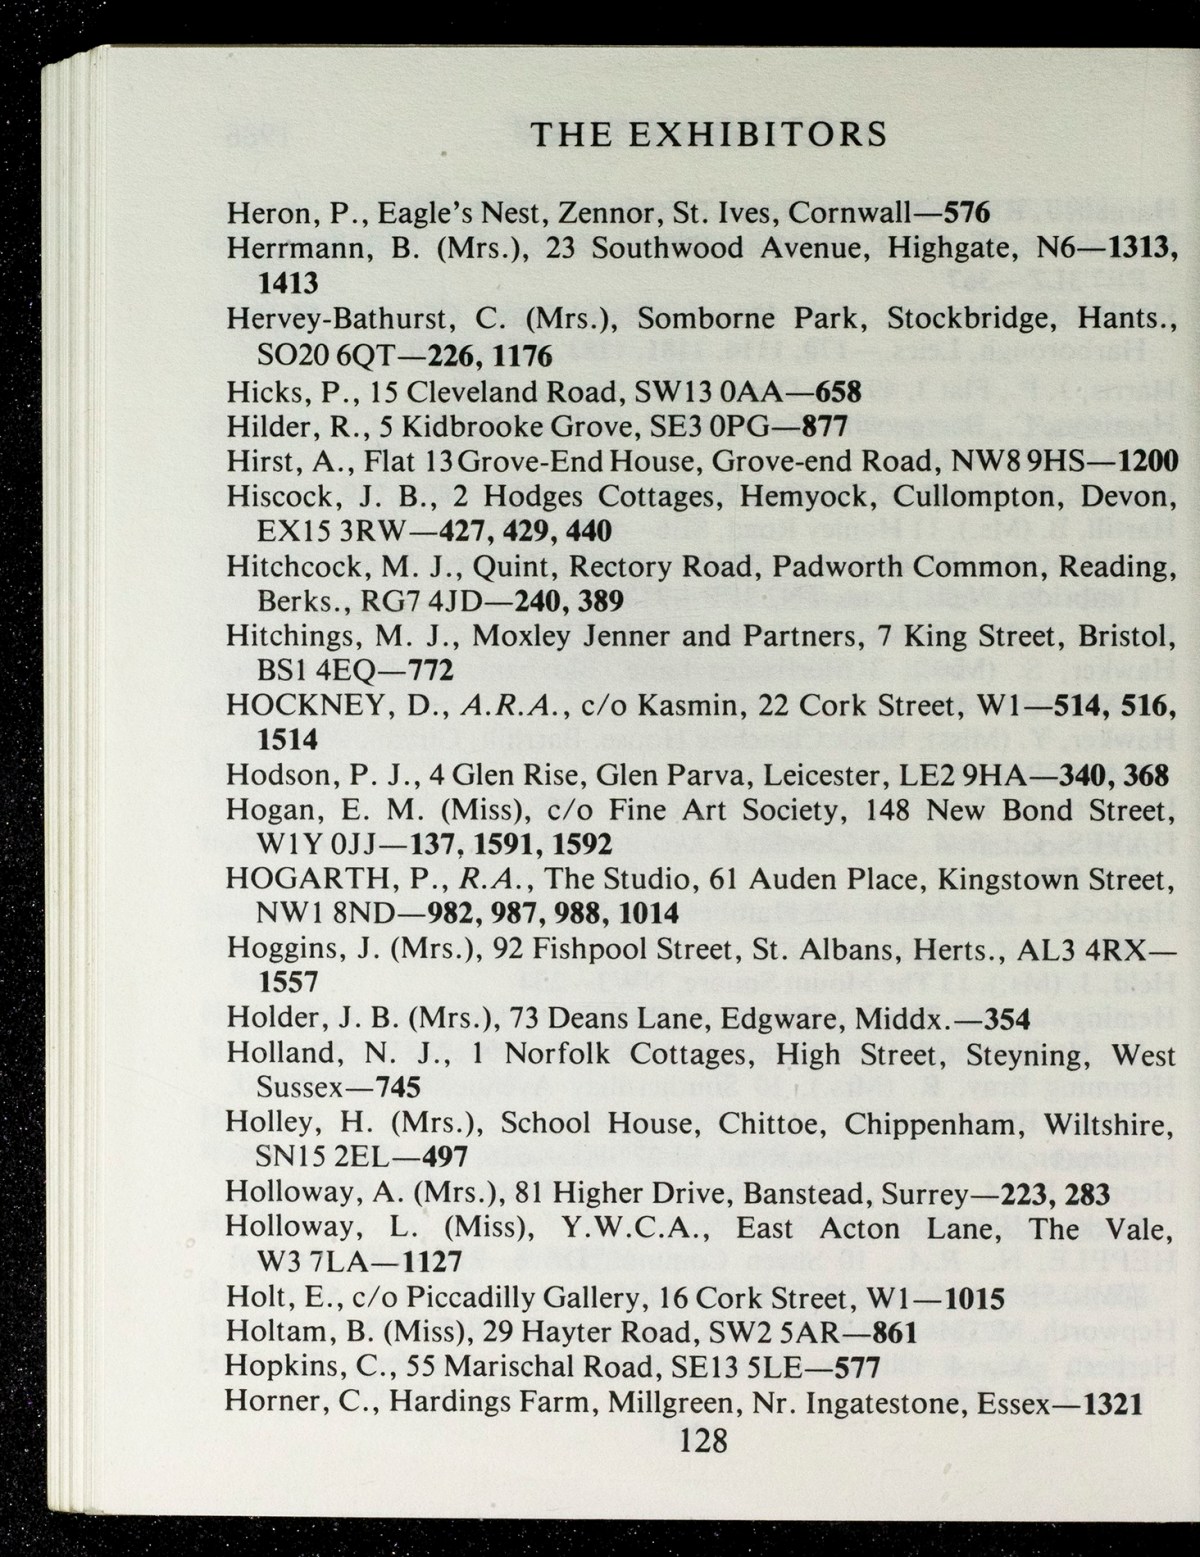 THE EXHIBITORS
Heron, P., Eagle's Nest, Zennor, St. Ives, Cornwall—576
Herrmann, B. (Mrs.), 23 Southwood Avenue, Highgate, N6—1313,
1413
Hervey-Bathurst, C. (Mrs.), Somborne Park, Stockbridge, Hants.,
SO20 6QT—226, 1176
Hicks, P., 15 Cleveland Road, SW13 0AA—658
Hilder, R., 5 Kidbrooke Grove, SE3 0PG—877
Hirst, A., Flat 13 Grove-End House, Grove-end Road, NW8 9HS—1200
Hiscock, J. B., 2 Hodges Cottages, Hemyock, Cullompton, Devon,
EX15 3RW—427, 429, 440
Hitchcock, M. J., Quint, Rectory Road, Padworth Common, Reading,
Berks., RG7 4JD—240, 389
Hitchings, M. J., Moxley Jenner and Partners, 7 King Street, Bristol,
BS1 4EQ—772
HOCKNEY, D., A.R.A., c/o Kasmin, 22 Cork Street, W1—514, 516,
1514
Hodson, P. J., 4 Glen Rise, Glen Parva, Leicester, LE2 9HA—340, 368
Hogan, E. M. (Miss), c/o Fine Art Society, 148 New Bond Street,
W1Y 0JJ—137, 1591, 1592
HOGARTH, P., R.A., The Studio, 61 Auden Place, Kingstown Street,
NW1 8ND—982, 987, 988, 1014
Hoggins, J. (Mrs.), 92 Fishpool Street, St. Albans, Herts., AL3 4RX—
1557
Holder, J. B. (Mrs.), 73 Deans Lane, Edgware, Middx.—354
Holland, N. J., 1 Norfolk Cottages, High Street, Steyning, West
Sussex—745
Holley, H. (Mrs.), School House, Chittoe, Chippenham, Wiltshire,
SN15 2EL—497
Holloway, A. (Mrs.), 81 Higher Drive, Banstead, Surrey—223, 283
Holloway, L. (Miss), Y.W.C.A., East Acton Lane, The Vale,
W3 7LA—1127
Holt, E., c/o Piccadilly Gallery, 16 Cork Street, W1—1015
Holtam, B. (Miss), 29 Hayter Road, SW2 5AR—861
Hopkins, C., 55 Marischal Road, SE13 5LE—577
Horner, C., Hardings Farm, Millgreen, Nr. Ingatestone, Essex—1321
128